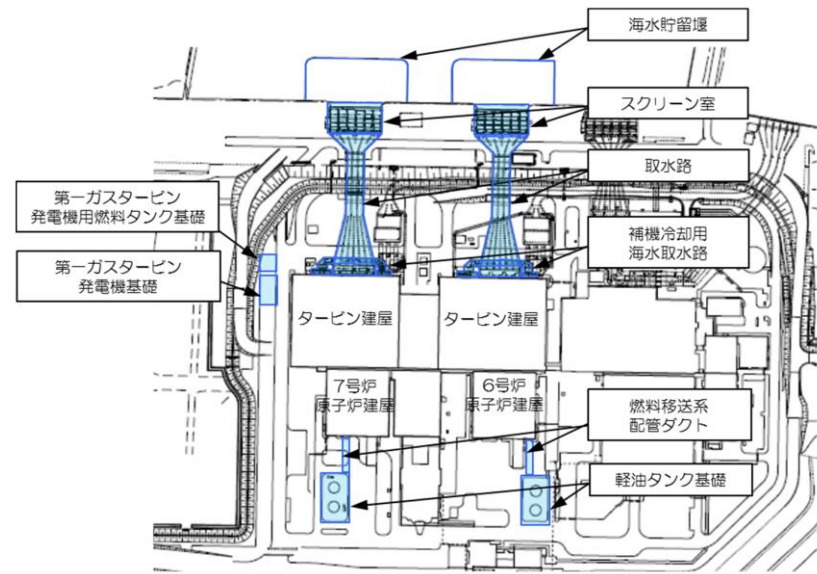 海水貯留堰
スクリーン室
取水路
第一ガスタービン
発電機用燃料タンク基礎
補機冷却用
海水取水路
第一ガスタービン
発電機基礎
タービン建屋
タービン建屋
7号炉
原子炉建屋
6号炉
原子炉建屋
燃料移送系
配管ダクト
軽油タンク基礎